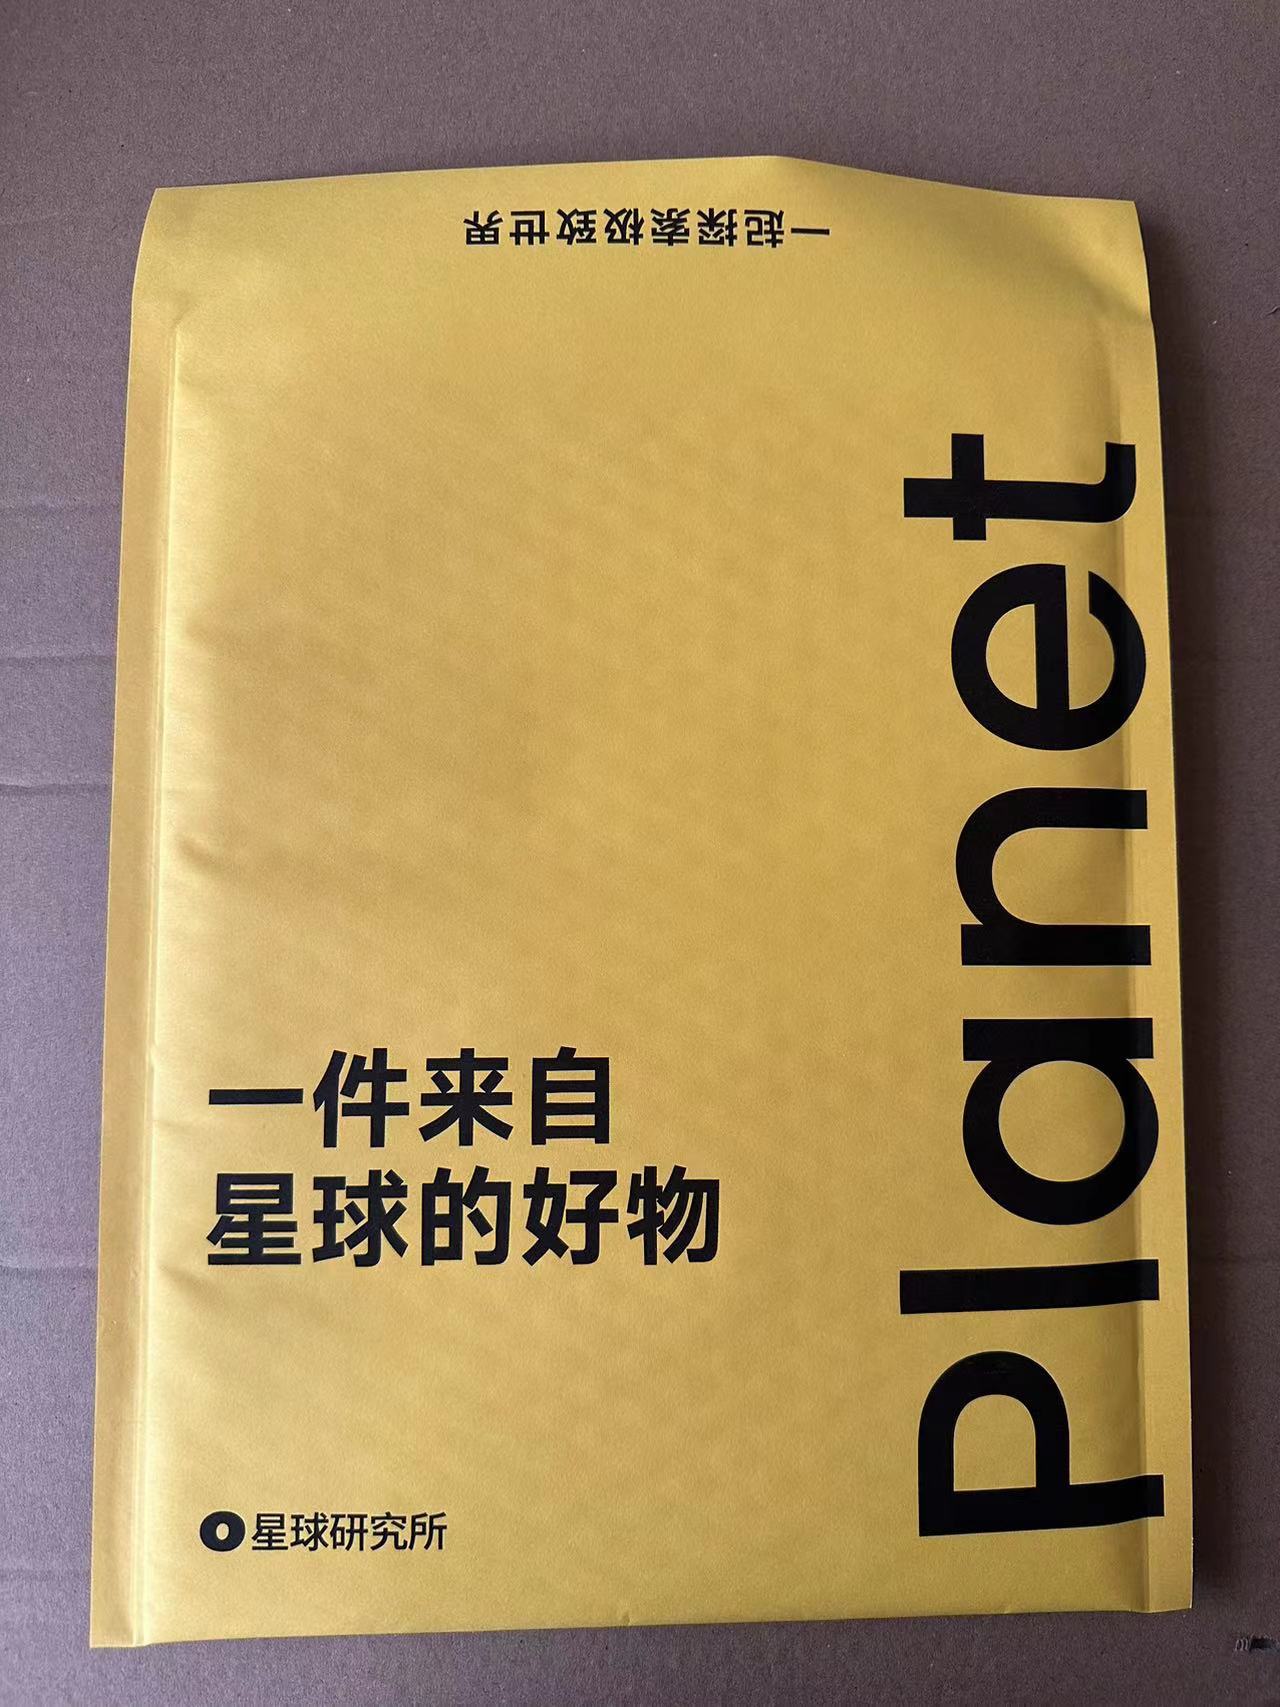 一起探索极致世界
Planet
一件来自
星球的好物
星球研究所